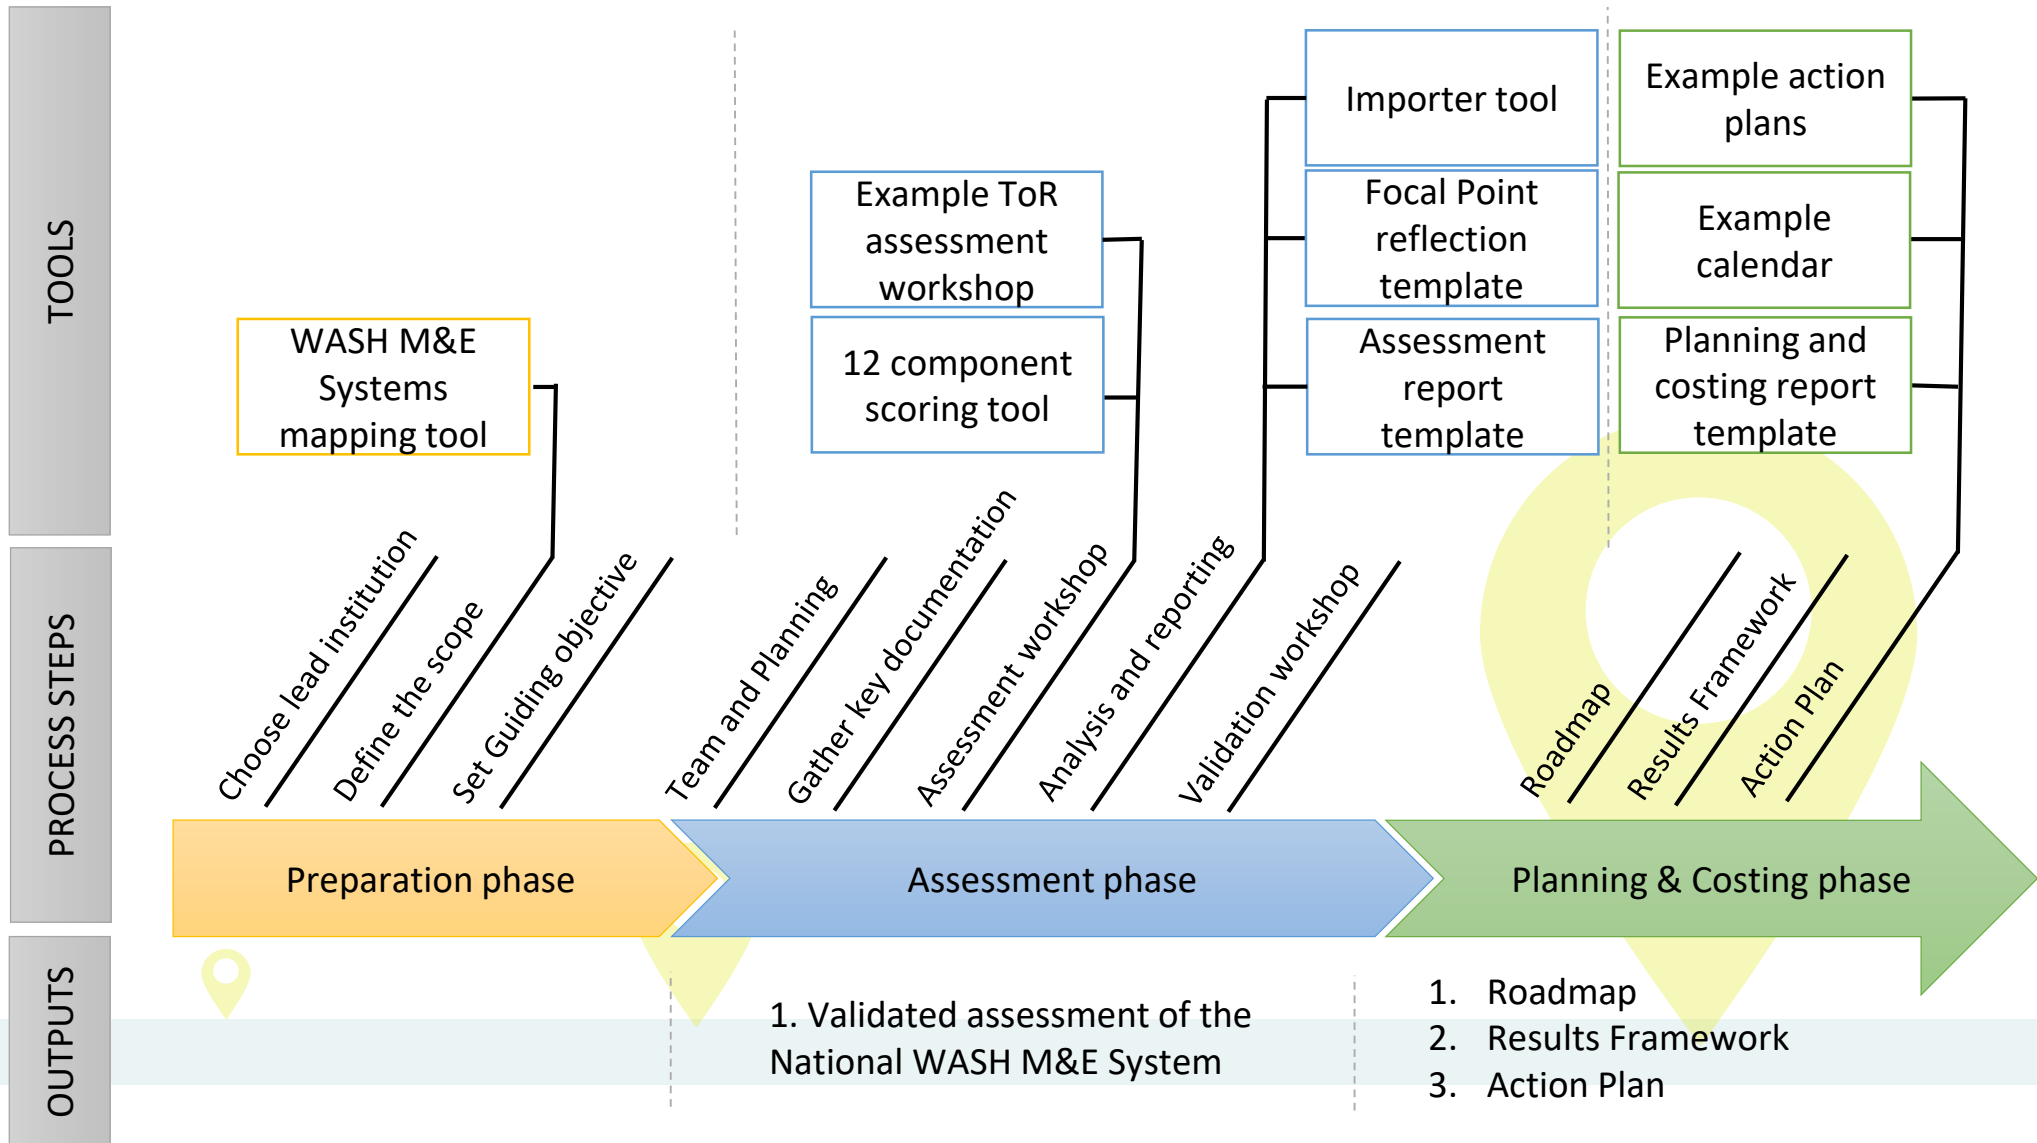 TOOLS
WASH M&E
Systems
mapping tool
Example ToR
assessment
workshop
12 component
scoring tool
Importer tool
Focal Point
reflection
template
Assessment
report
template
Example action
plans
Example
calendar
Planning and
costing report
template
PROCESS STEPS
Choose lead institution
Define the scope
Set Guiding objective
Team and Planning
Gather key documentation
Assessment workshop
Analysis and reporting
Validation workshop
Roadmap
Results Framework
Action Plan
Preparation phase
Assessment phase
Planning & Costing phase
OUTPUTS
1. Validated assessment of the
National WASH M&E System
1. Roadmap
2. Results Framework
3. Action Plan